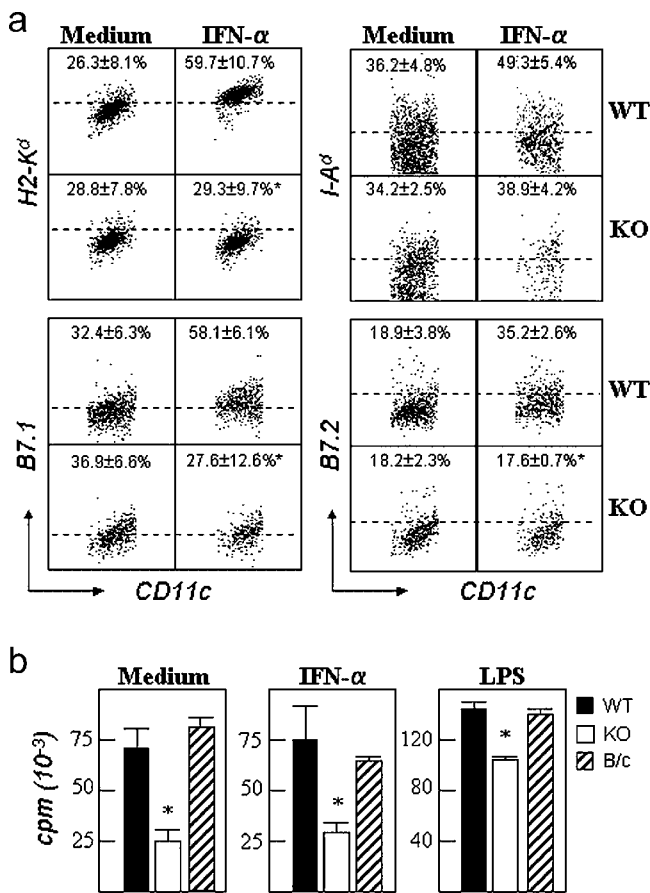 a
Medium IFN-α Medium IFN-α
26.3±8.1% 59.7±10.7% 36.2±4.8% 49.3±5.4%
H2-Kᵈ I-Aᵈ WT
28.8±7.8% 29.3±9.7%* 34.2±2.5% 38.9±4.2%
KO
32.4±6.3% 58.1±6.1% 18.9±3.8% 35.2±2.6%
B7.1 B7.2 WT
36.9±6.6% 27.6±12.6%* 18.2±2.3% 17.6±0.7%*
KO
CD11c CD11c
b
Medium IFN-α LPS
cpm (10⁻³)
75 75 120
50 50 80
25 25 40
* * *
WT
KO
B/c